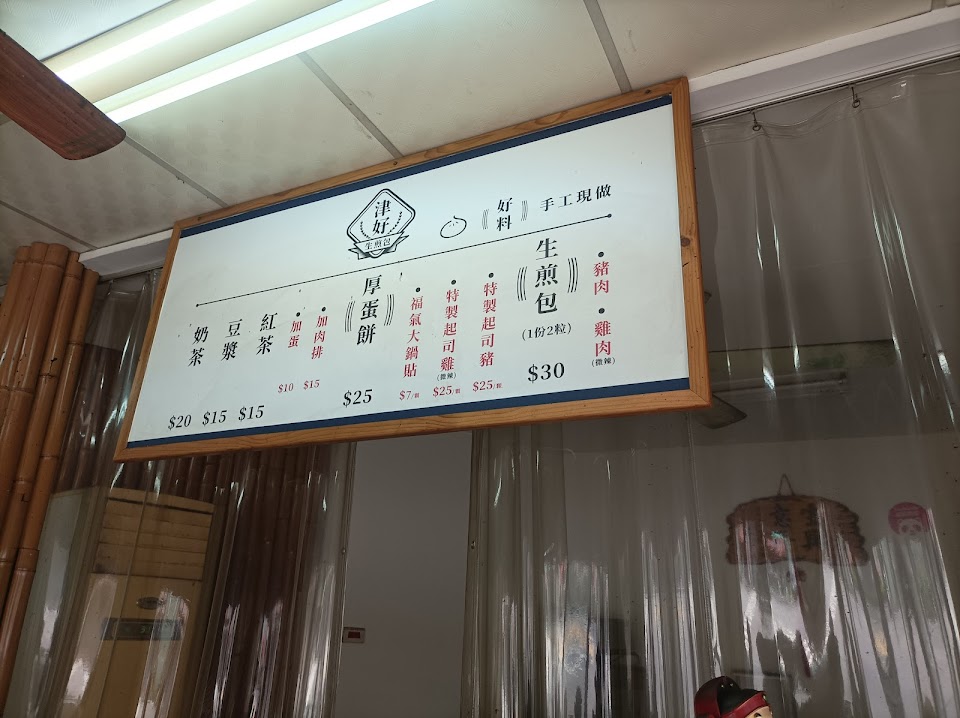 津好
生煎包
好料
手工現做
生煎包
(1份2粒)
$30
•豬肉 •雞肉
(微辣)
•特製起司豬
$25/顆
•特製起司雞
(微辣)
$25/顆
•福氣大鍋貼
$7/顆
厚蛋餅
$25
•加肉排
$15
•加蛋
$10
紅茶
$15
豆漿
$15
奶茶
$20